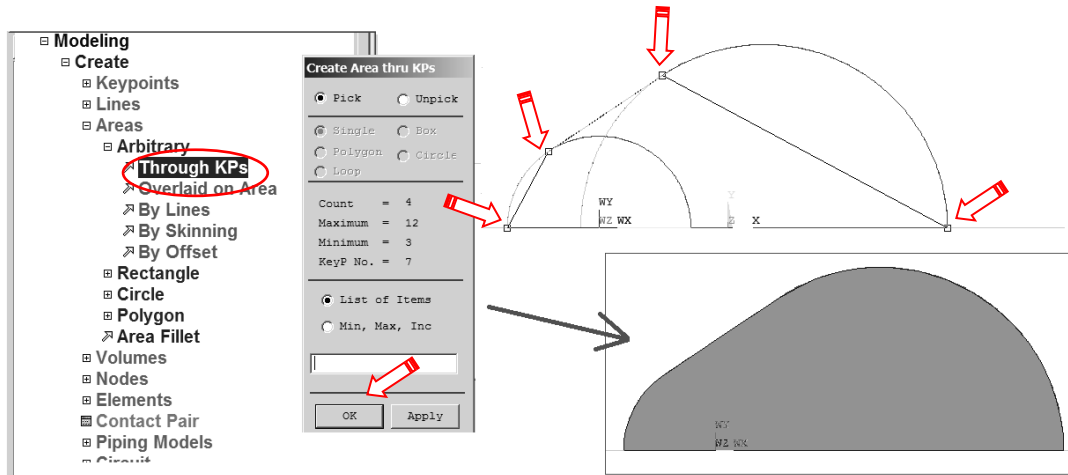 Modeling
Create
Keypoints
Lines
Areas
Arbitrary
Through KPs
Overlaid on Area
By Lines
By Skinning
By Offset
Rectangle
Circle
Polygon
Area Fillet
Volumes
Nodes
Elements
Contact Pair
Piping Models
Circuit
Create Area thru KPs
Pick Unpick
Single Box
Polygon Circle
Loop
Count = 4
Maximum = 12
Minimum = 3
KeyP No. = 7
List of Items
Min, Max, Inc
OK Apply
WY Y
WZ WX Z X
WY
WZ WX